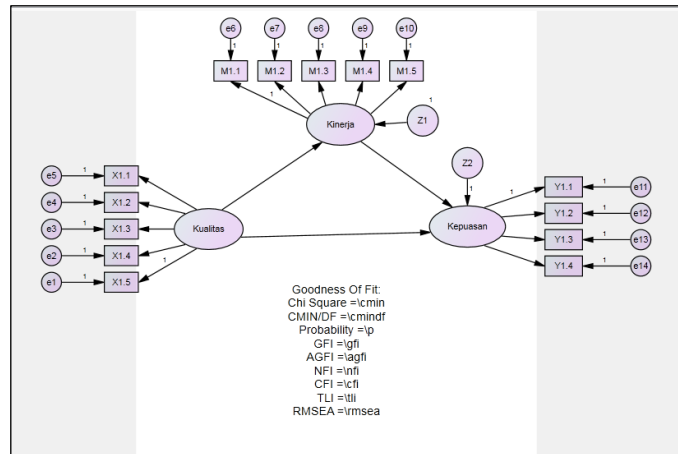 e6 e7 e8 e9 e10
1 1 1 1 1
M1.1 M1.2 M1.3 M1.4 M1.5
1
Kinerja
1
Z1
Z2
1
e5 1 X1.1
e4 1 X1.2
e3 1 X1.3
e2 1 X1.4
e1 1 X1.5
1
Kualitas
Kepuasan
1
Y1.1 1 e11
Y1.2 1 e12
Y1.3 1 e13
Y1.4 1 e14
Goodness Of Fit:
Chi Square =\cmin
CMIN/DF =\cmindf
Probability =\p
GFI =\gfi
AGFI =\agfi
NFI =\nfi
CFI =\cfi
TLI =\tli
RMSEA =\rmsea